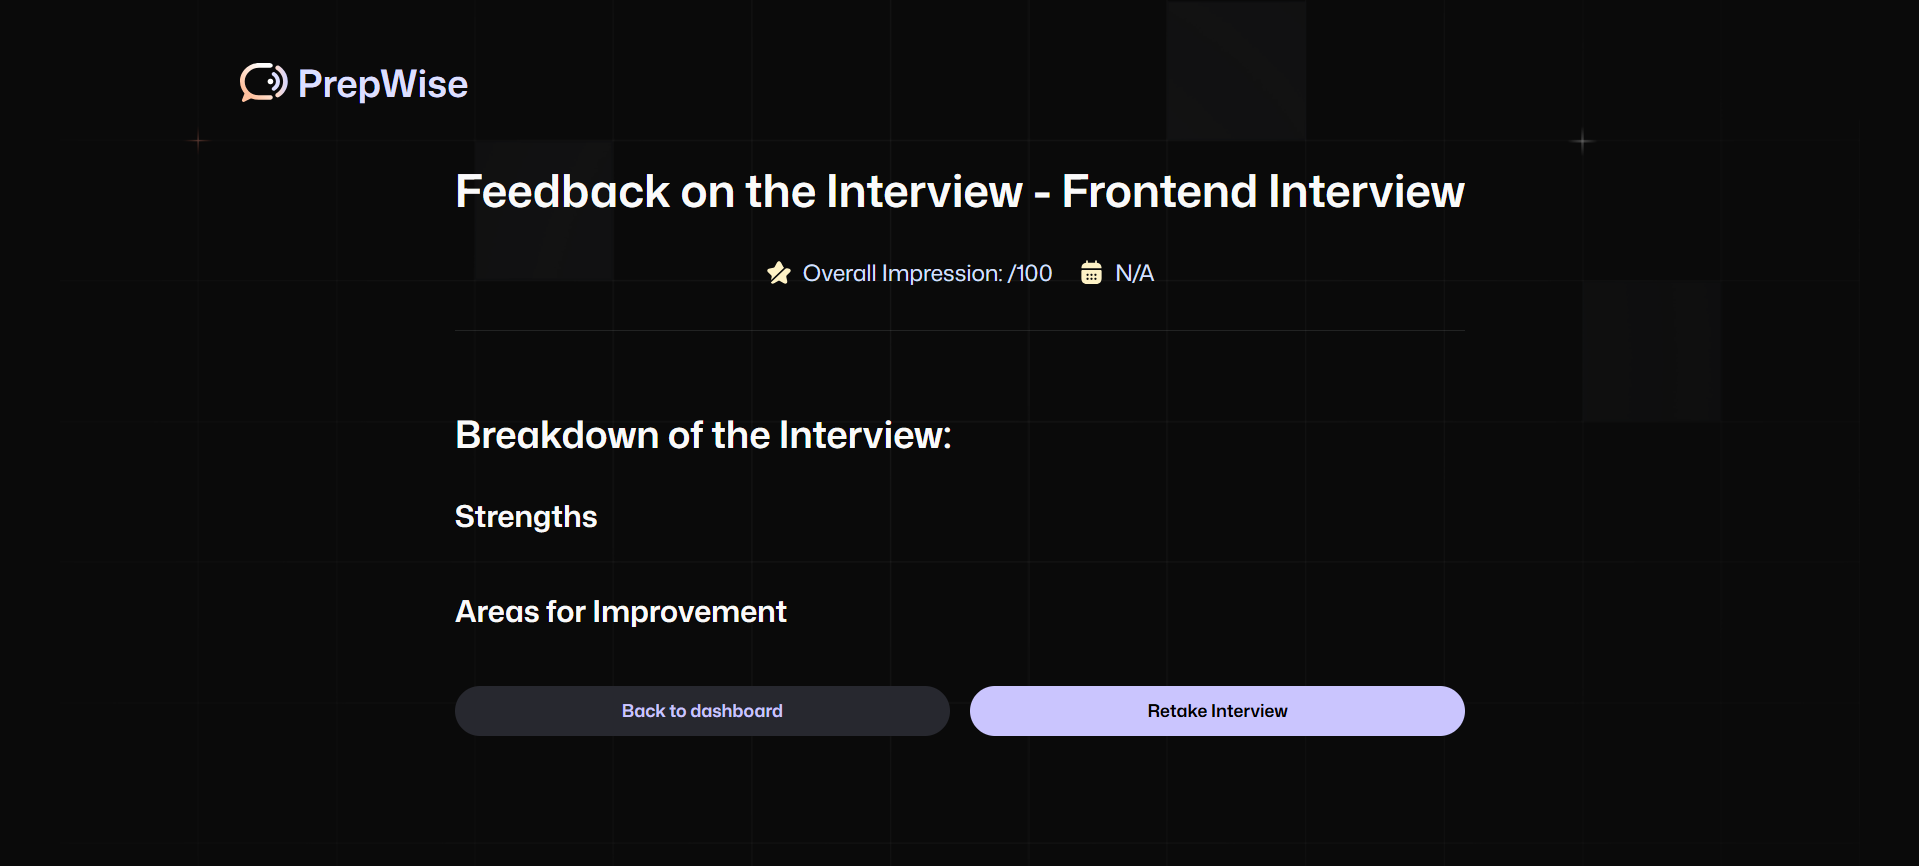 PrepWise
Feedback on the Interview - Frontend Interview
Overall Impression: /100 N/A
Breakdown of the Interview:
Strengths
Areas for Improvement
Back to dashboard Retake Interview